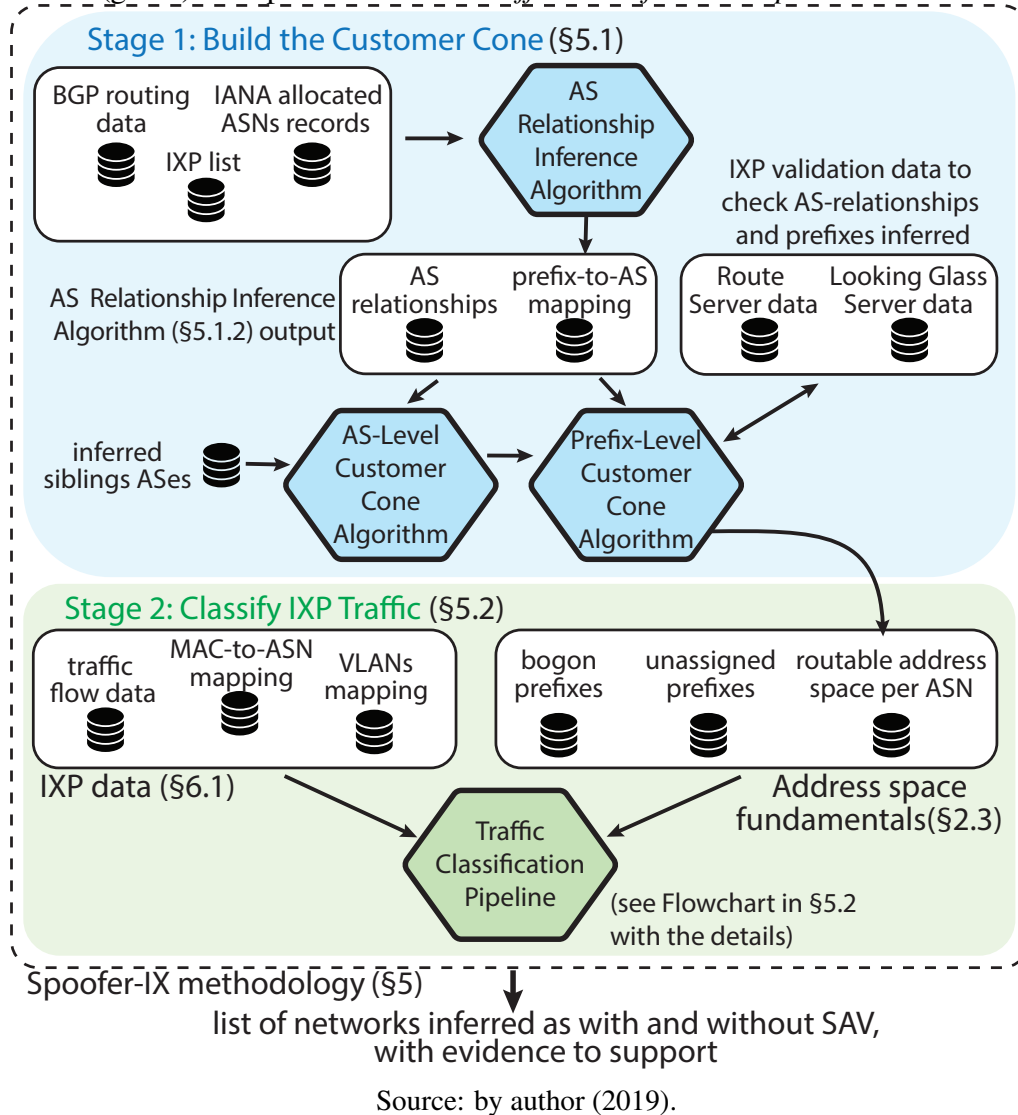 Stage 1: Build the Customer Cone (§5.1)
BGP routing
data
IANA allocated
ASNs records
IXP list
AS
Relationship
Inference
Algorithm
IXP validation data to
check AS-relationships
and prefixes inferred
AS Relationship Inference
Algorithm (§5.1.2) output
AS
relationships
prefix-to-AS
mapping
Route
Server data
Looking Glass
Server data
inferred
siblings ASes
AS-Level
Customer
Cone
Algorithm
Prefix-Level
Customer
Cone
Algorithm
Stage 2: Classify IXP Traffic (§5.2)
traffic
flow data
MAC-to-ASN
mapping
VLANs
mapping
bogon
prefixes
unassigned
prefixes
routable address
space per ASN
IXP data (§6.1)
Address space
fundamentals(§2.3)
Traffic
Classification
Pipeline
(see Flowchart in §5.2
with the details)
Spoofer-IX methodology (§5)
list of networks inferred as with and without SAV,
with evidence to support
Source: by author (2019).